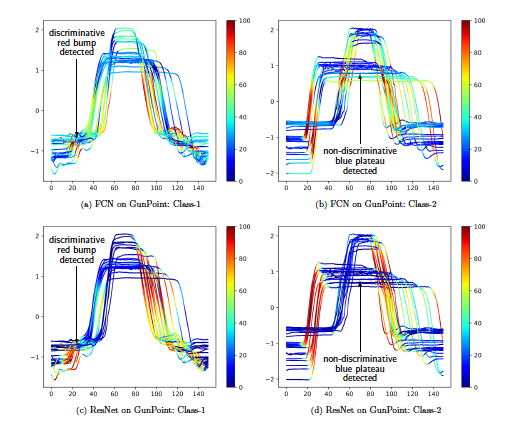 discriminative
red bump
detected
2
1
0
−1
0 20 40 60 80 100 120 140
100
80
60
40
20
0
(a) FCN on GunPoint: Class-1
non-discriminative
blue plateau
detected
2
1
0
−1
−2
0 20 40 60 80 100 120 140
100
80
60
40
20
0
(b) FCN on GunPoint: Class-2
discriminative
red bump
detected
2
1
0
−1
0 20 40 60 80 100 120 140
100
80
60
40
20
0
(c) ResNet on GunPoint: Class-1
non-discriminative
blue plateau
detected
2
1
0
−1
−2
0 20 40 60 80 100 120 140
100
80
60
40
20
0
(d) ResNet on GunPoint: Class-2